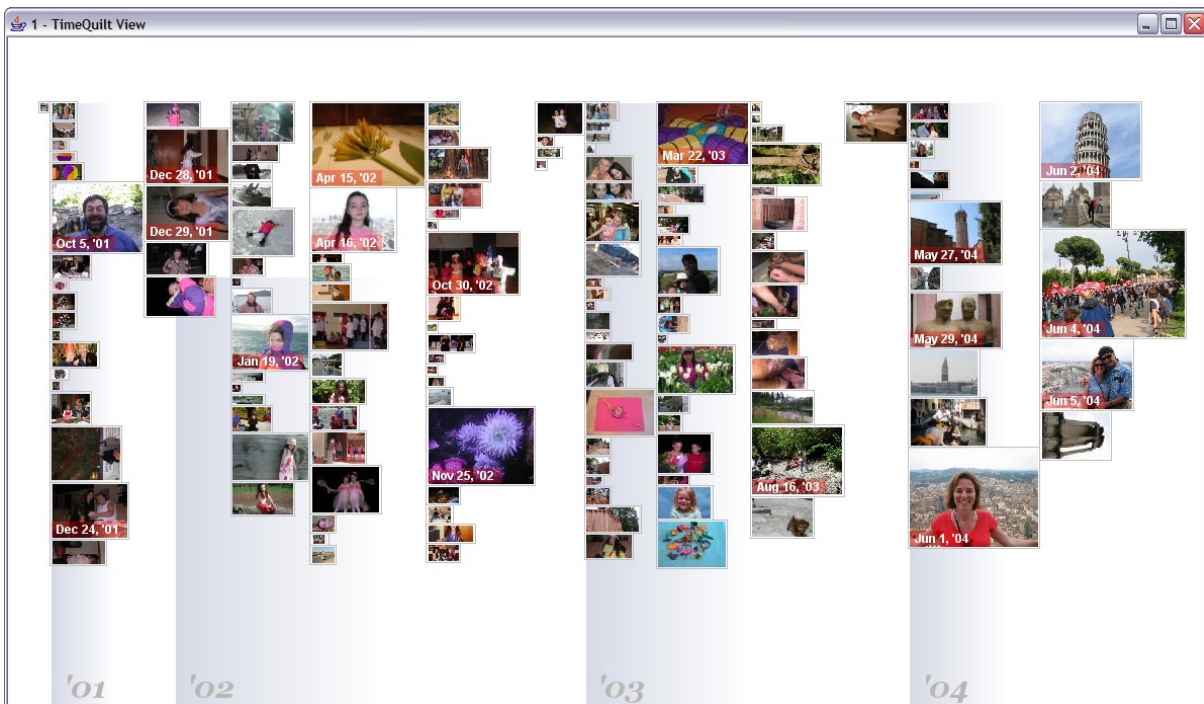 1 - TimeQuilt View
Oct 5, '01
Dec 24, '01
Dec 28, '01
Dec 29, '01
Jan 19, '02
Apr 15, '02
Apr 16, '02
Oct 30, '02
Nov 25, '02
Mar 22, '03
Aug 16, '03
May 27, '04
May 29, '04
Jun 1, '04
Jun 2, '04
Jun 4, '04
Jun 5, '04
'01
'02
'03
'04